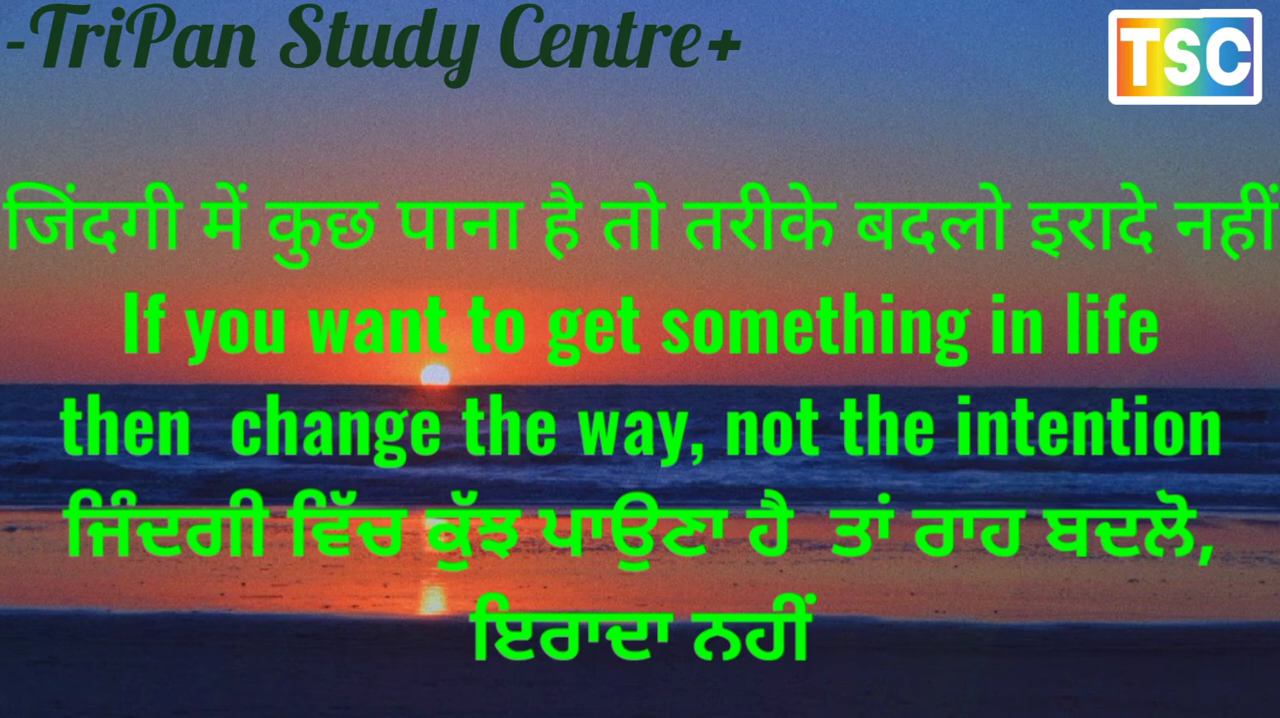 -TriPan Study Centre+
TSC
जिंदगी में कुछ पाना है तो तरीके बदलो इरादे नहीं
If you want to get something in life
then change the way, not the intention
ਜਿੰਦਗੀ ਵਿੱਚ ਕੁੱਝ ਪਾਉਣਾ ਹੈ ਤਾਂ ਰਾਹ ਬਦਲੋ,
ਇਰਾਦਾ ਨਹੀਂ